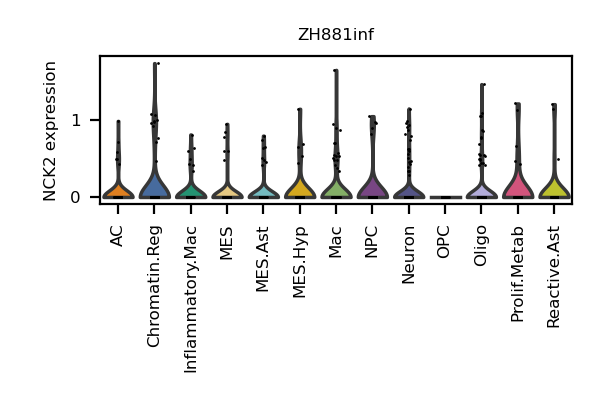 ZH881inf
NCK2 expression
1
0
AC
Chromatin.Reg
Inflammatory.Mac
MES
MES.Ast
MES.Hyp
Mac
NPC
Neuron
OPC
Oligo
Prolif.Metab
Reactive.Ast